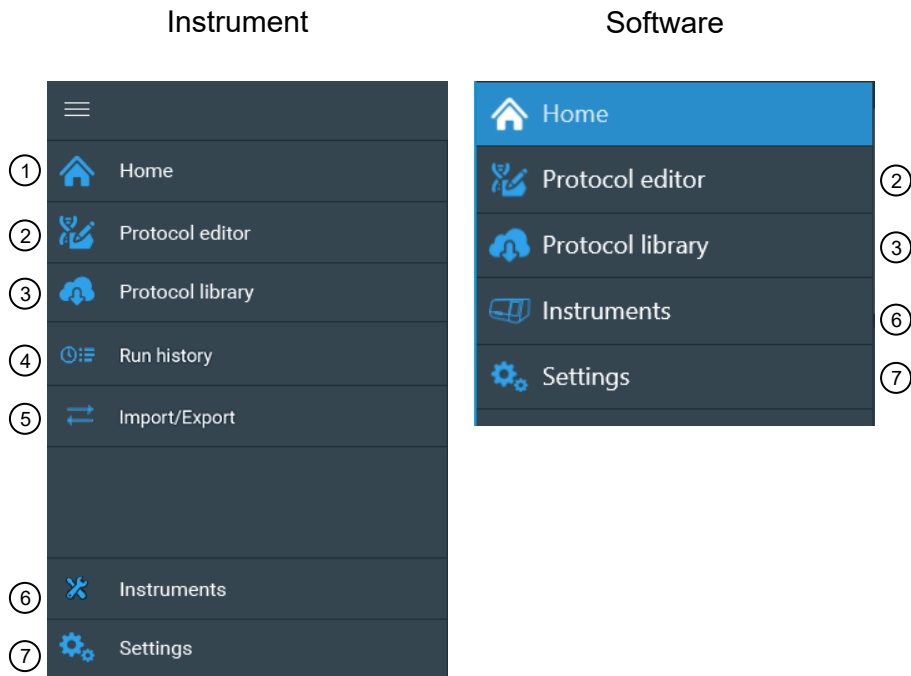 Instrument
Software
1 Home
2 Protocol editor
3 Protocol library
4 Run history
5 Import/Export
6 Instruments
7 Settings
Home
Protocol editor 2
Protocol library 3
Instruments 6
Settings 7